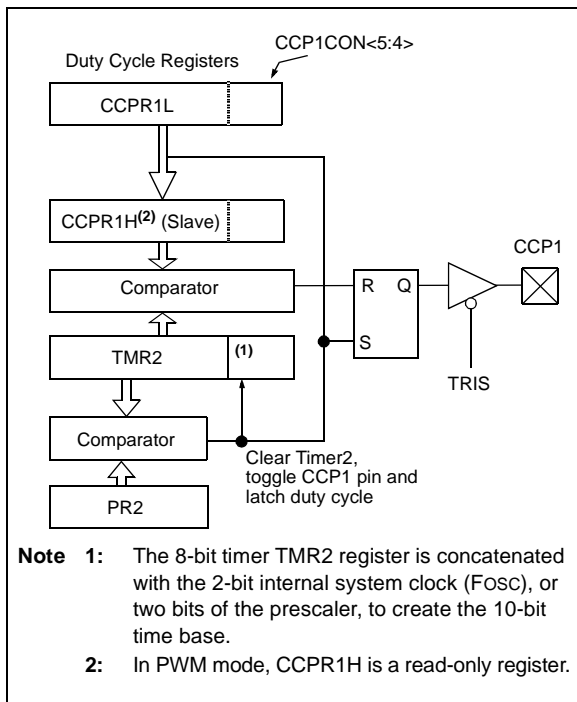 CCP1CON<5:4>
Duty Cycle Registers
CCPR1L
CCPR1H(2) (Slave)
CCP1
Comparator
R Q
TMR2
(1)
S
TRIS
Comparator
Clear Timer2,
toggle CCP1 pin and
latch duty cycle
PR2
Note 1: The 8-bit timer TMR2 register is concatenated
with the 2-bit internal system clock (FOSC), or
two bits of the prescaler, to create the 10-bit
time base.
2: In PWM mode, CCPR1H is a read-only register.